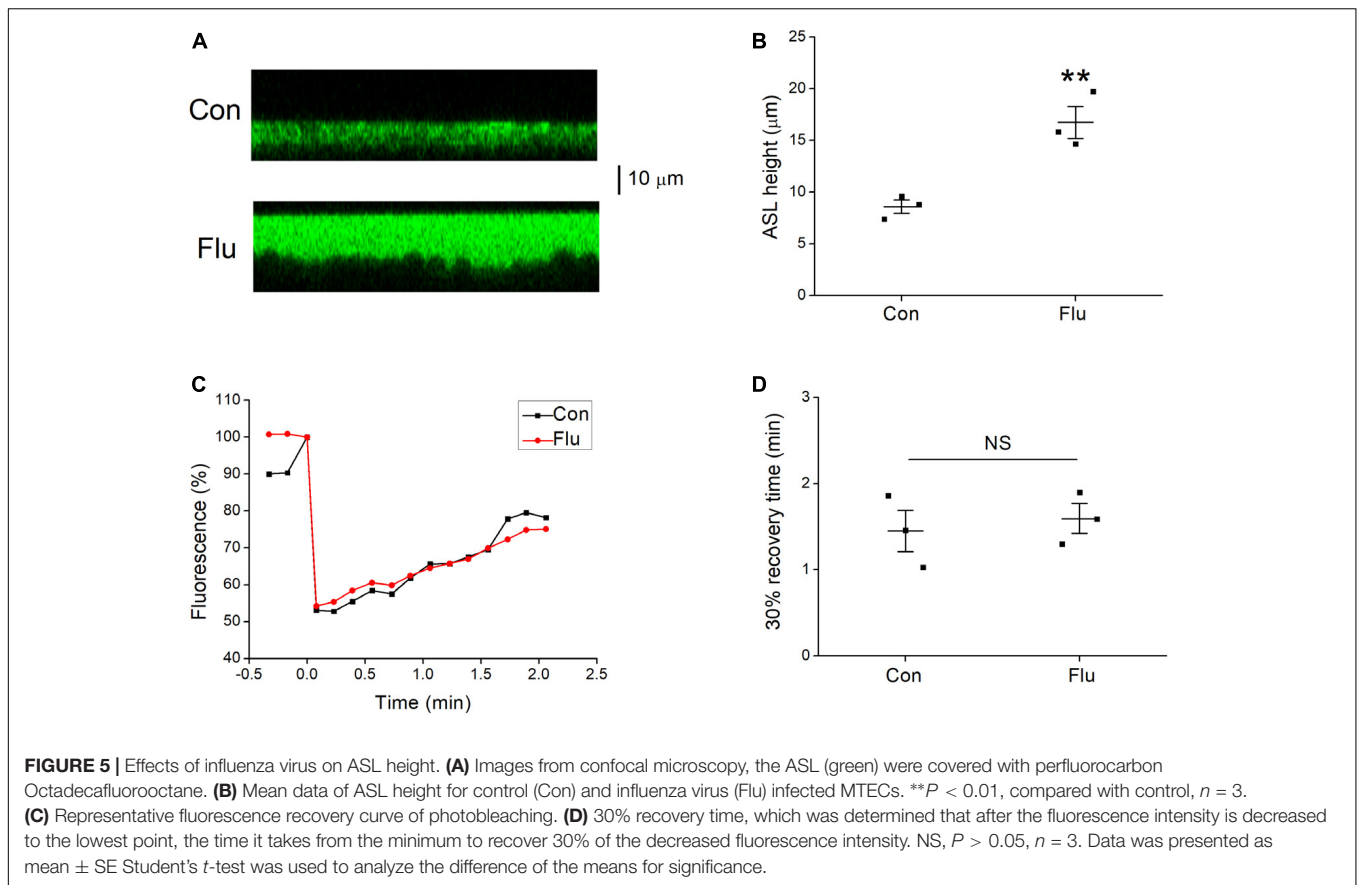 A
Con
10 μm
Flu
B
25
20
15
10
5
0
ASL height (μm)
**
Con
Flu
C
110
100
90
80
70
60
50
40
Fluorescence (%)
Con
Flu
-0.5
0.0
0.5
1.0
1.5
2.0
2.5
Time (min)
D
3
2
1
0
30% recovery time (min)
NS
Con
Flu
FIGURE 5 | Effects of influenza virus on ASL height. (A) Images from confocal microscopy, the ASL (green) were covered with perfluorocarbon
Octadecafluorooctane. (B) Mean data of ASL height for control (Con) and influenza virus (Flu) infected MTECs. **P < 0.01, compared with control, n = 3.
(C) Representative fluorescence recovery curve of photobleaching. (D) 30% recovery time, which was determined that after the fluorescence intensity is decreased
to the lowest point, the time it takes from the minimum to recover 30% of the decreased fluorescence intensity. NS, P > 0.05, n = 3. Data was presented as
mean ± SE Student's t-test was used to analyze the difference of the means for significance.